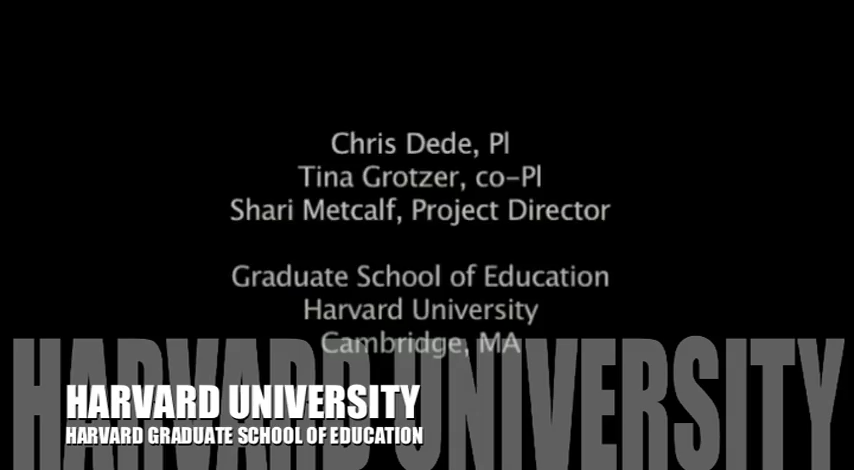 Chris Dede, PI
Tina Grotzer, co-PI
Shari Metcalf, Project Director
Graduate School of Education
Harvard University
Cambridge, MA
HARVARD UNIVERSITY
HARVARD UNIVERSITY
HARVARD GRADUATE SCHOOL OF EDUCATION